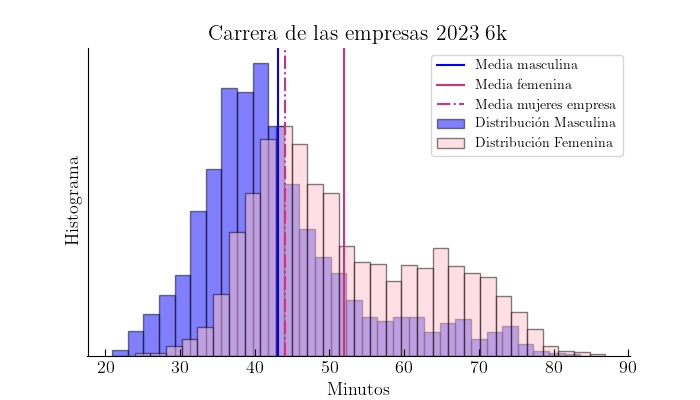 Carrera de las empresas 2023 6k
Media masculina
Media femenina
Media mujeres empresa
Distribución Masculina
Distribución Femenina
Histograma
20 30 40 50 60 70 80 90
Minutos